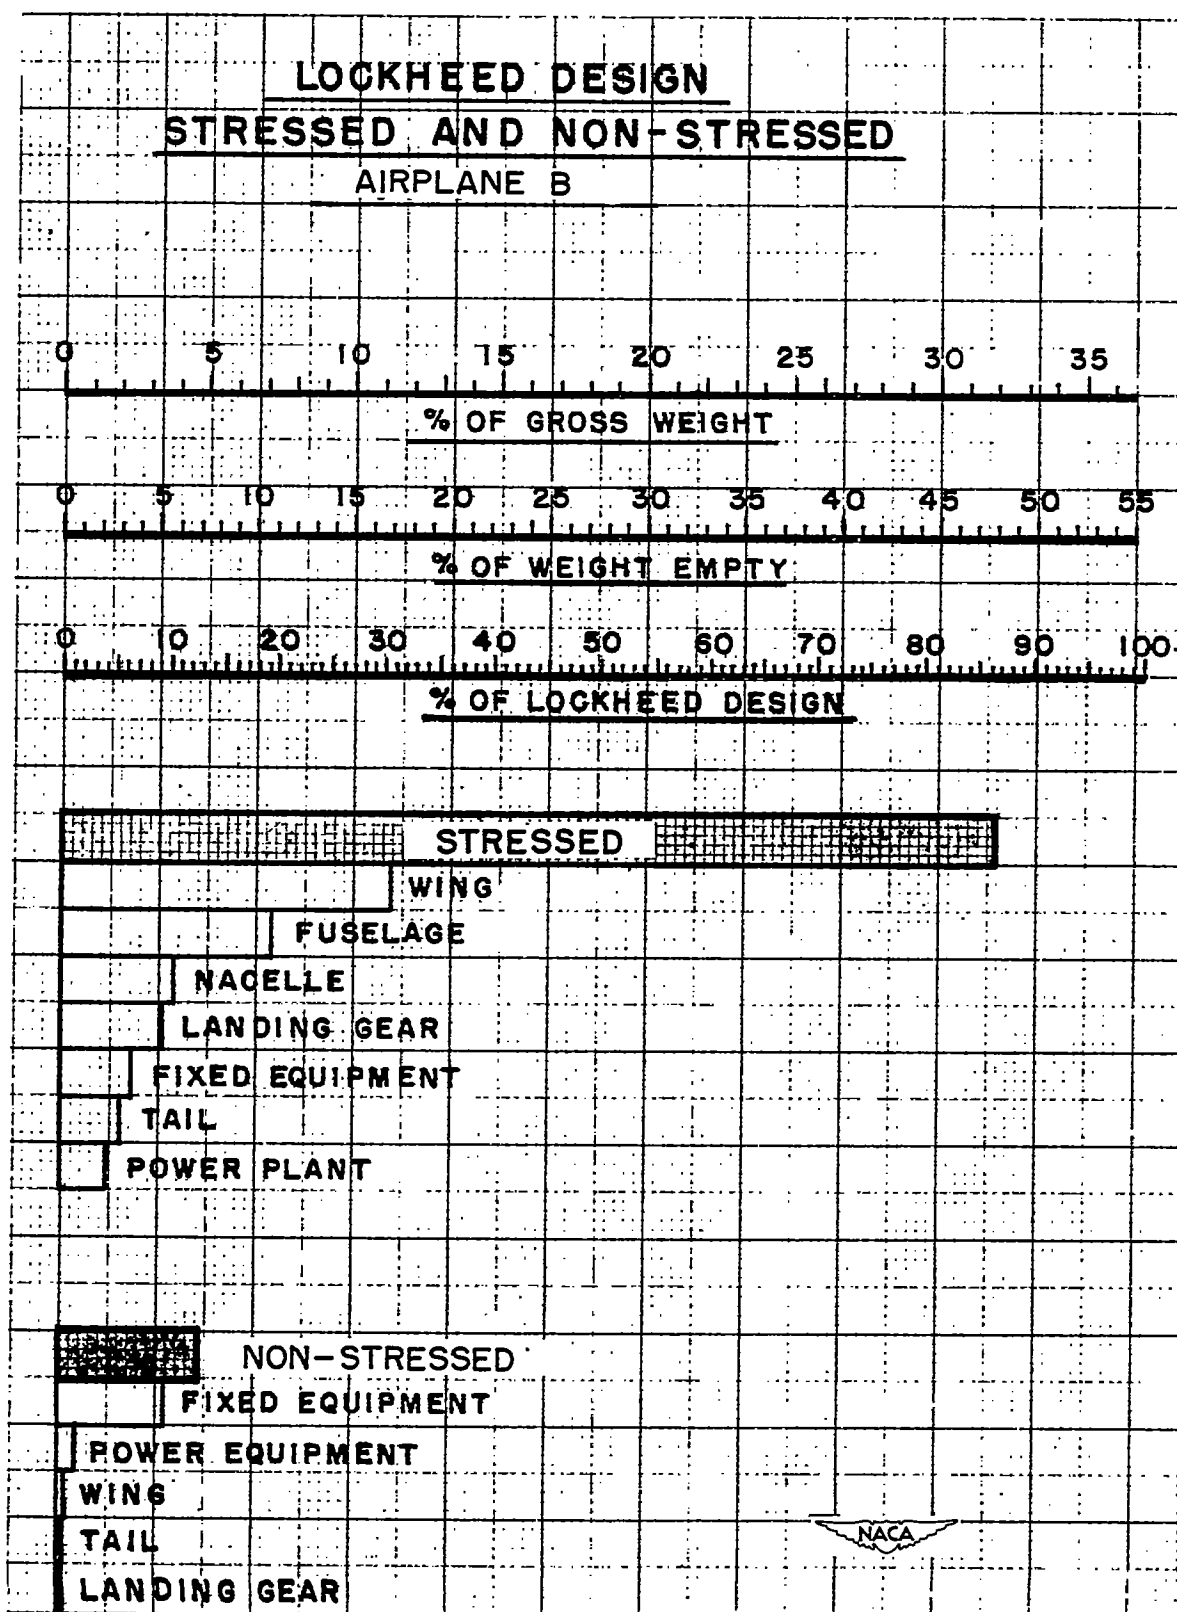 LOCKHEED DESIGN
STRESSED AND NON-STRESSED
AIRPLANE B
0 5 10 15 20 25 30 35
% OF GROSS WEIGHT
0 5 10 15 20 25 30 35 40 45 50 55
% OF WEIGHT EMPTY
0 10 20 30 40 50 60 70 80 90 100
% OF LOCKHEED DESIGN
STRESSED
WING
FUSELAGE
NACELLE
LANDING GEAR
FIXED EQUIPMENT
TAIL
POWER PLANT
NON-STRESSED
FIXED EQUIPMENT
POWER EQUIPMENT
WING
TAIL
NACA
LANDING GEAR